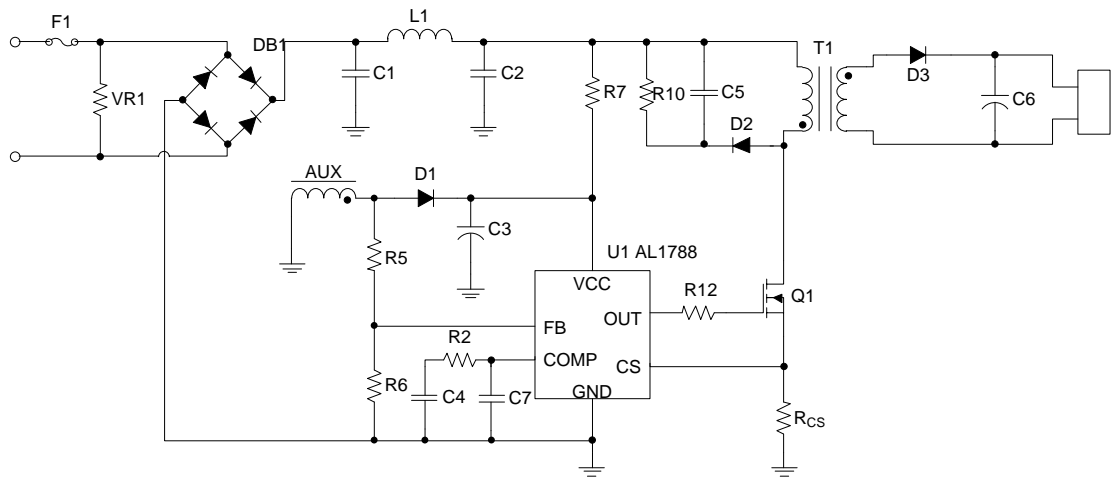 F1
L1
DB1
T1
VR1
C1
C2
R7
R10
C5
D2
D3
C6
AUX
D1
C3
R5
U1 AL1788
VCC
R12
Q1
OUT
FB
R2
COMP
CS
R6
C4
C7
GND
RCS